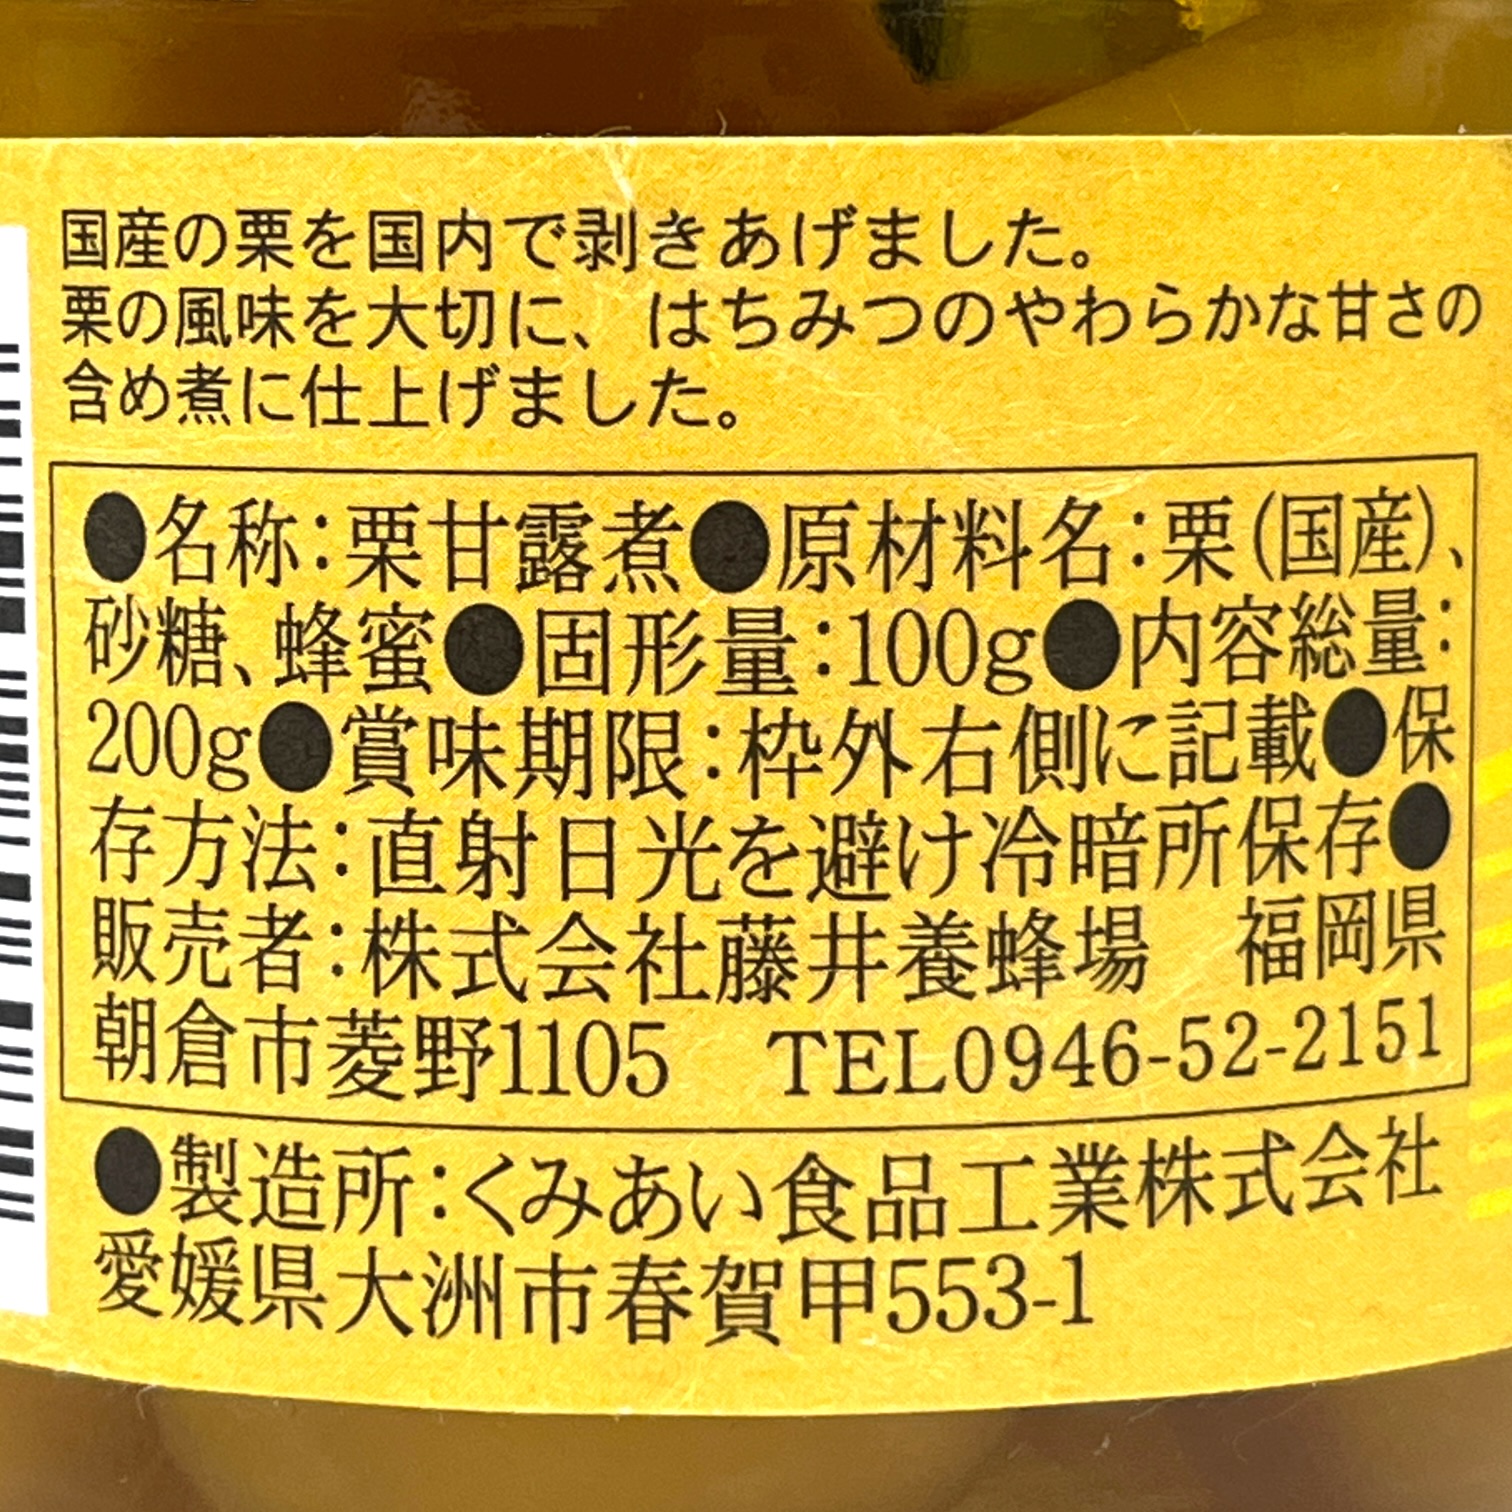 国産の栗を国内で剥きあげました。
栗の風味を大切に、はちみつのやわらかな甘さの
含め煮に仕上げました。
●名称:栗甘露煮●原材料名:栗(国産)、
砂糖、蜂蜜●固形量:100g●内容総量:
200g●賞味期限:枠外右側に記載●保
存方法:直射日光を避け冷暗所保存●
販売者:株式会社藤井養蜂場　福岡県
朝倉市菱野1105　TEL0946-52-2151
●製造所:くみあい食品工業株式会社
愛媛県大洲市春賀甲553-1